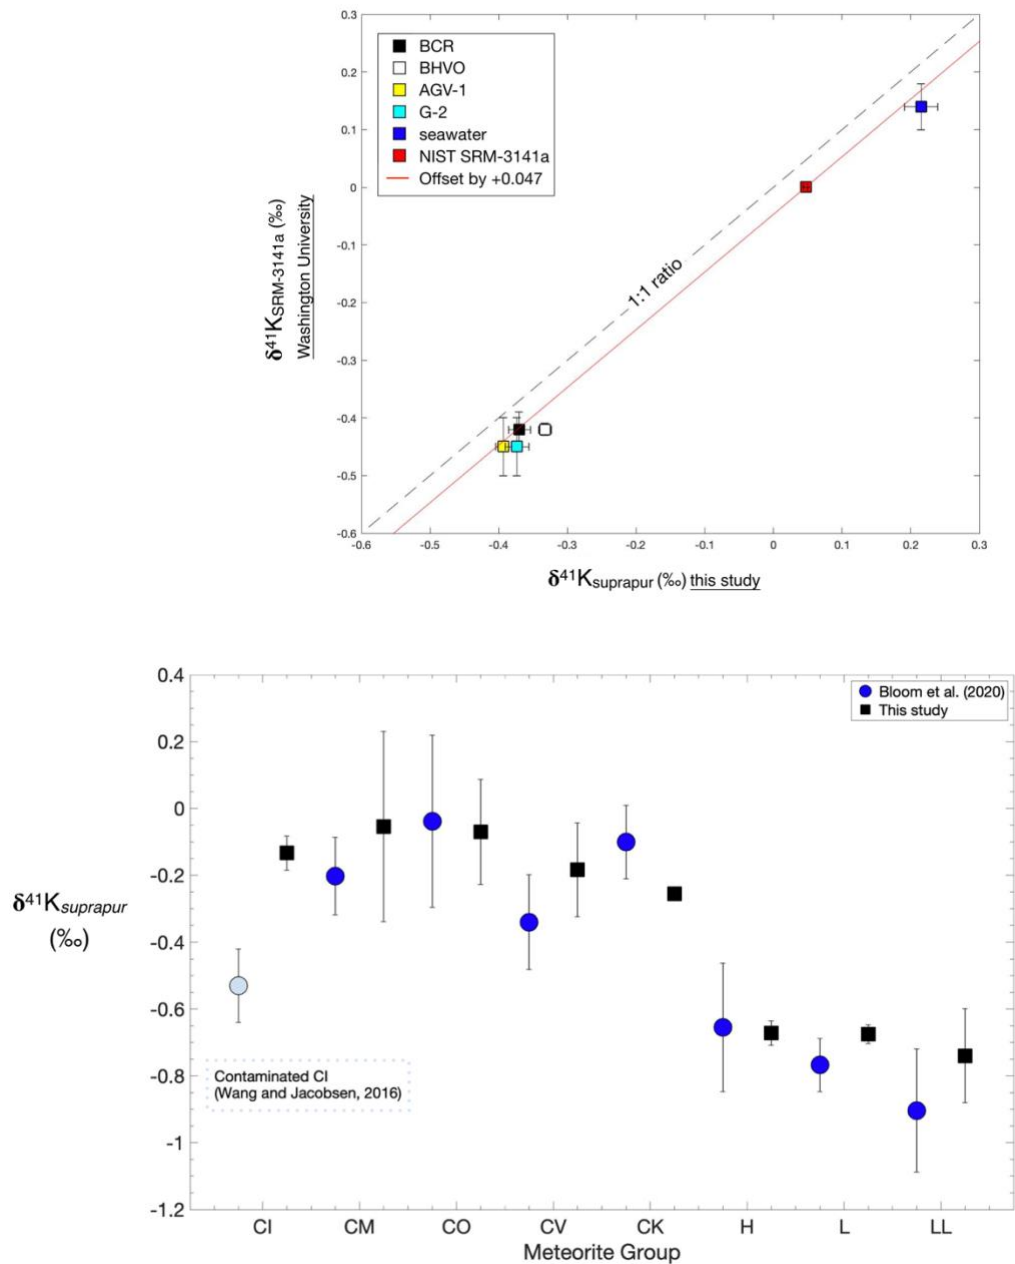 0.3
BCR
BHVO
AGV-1
G-2
seawater
NIST SRM-3141a
Offset by +0.047
0.2
0.1
0
-0.1
-0.2
-0.3
-0.4
-0.5
-0.6
δ⁴¹K_SRM-3141a (‰)
Washington University
1:1 ratio
-0.6 -0.5 -0.4 -0.3 -0.2 -0.1 0 0.1 0.2 0.3
δ⁴¹K_suprapur (‰) this study
0.4
Bloom et al. (2020)
This study
0.2
0
-0.2
-0.4
-0.6
-0.8
-1
-1.2
δ⁴¹K_suprapur
(‰)
Contaminated CI
(Wang and Jacobsen, 2016)
CI CM CO CV CK H L LL
Meteorite Group